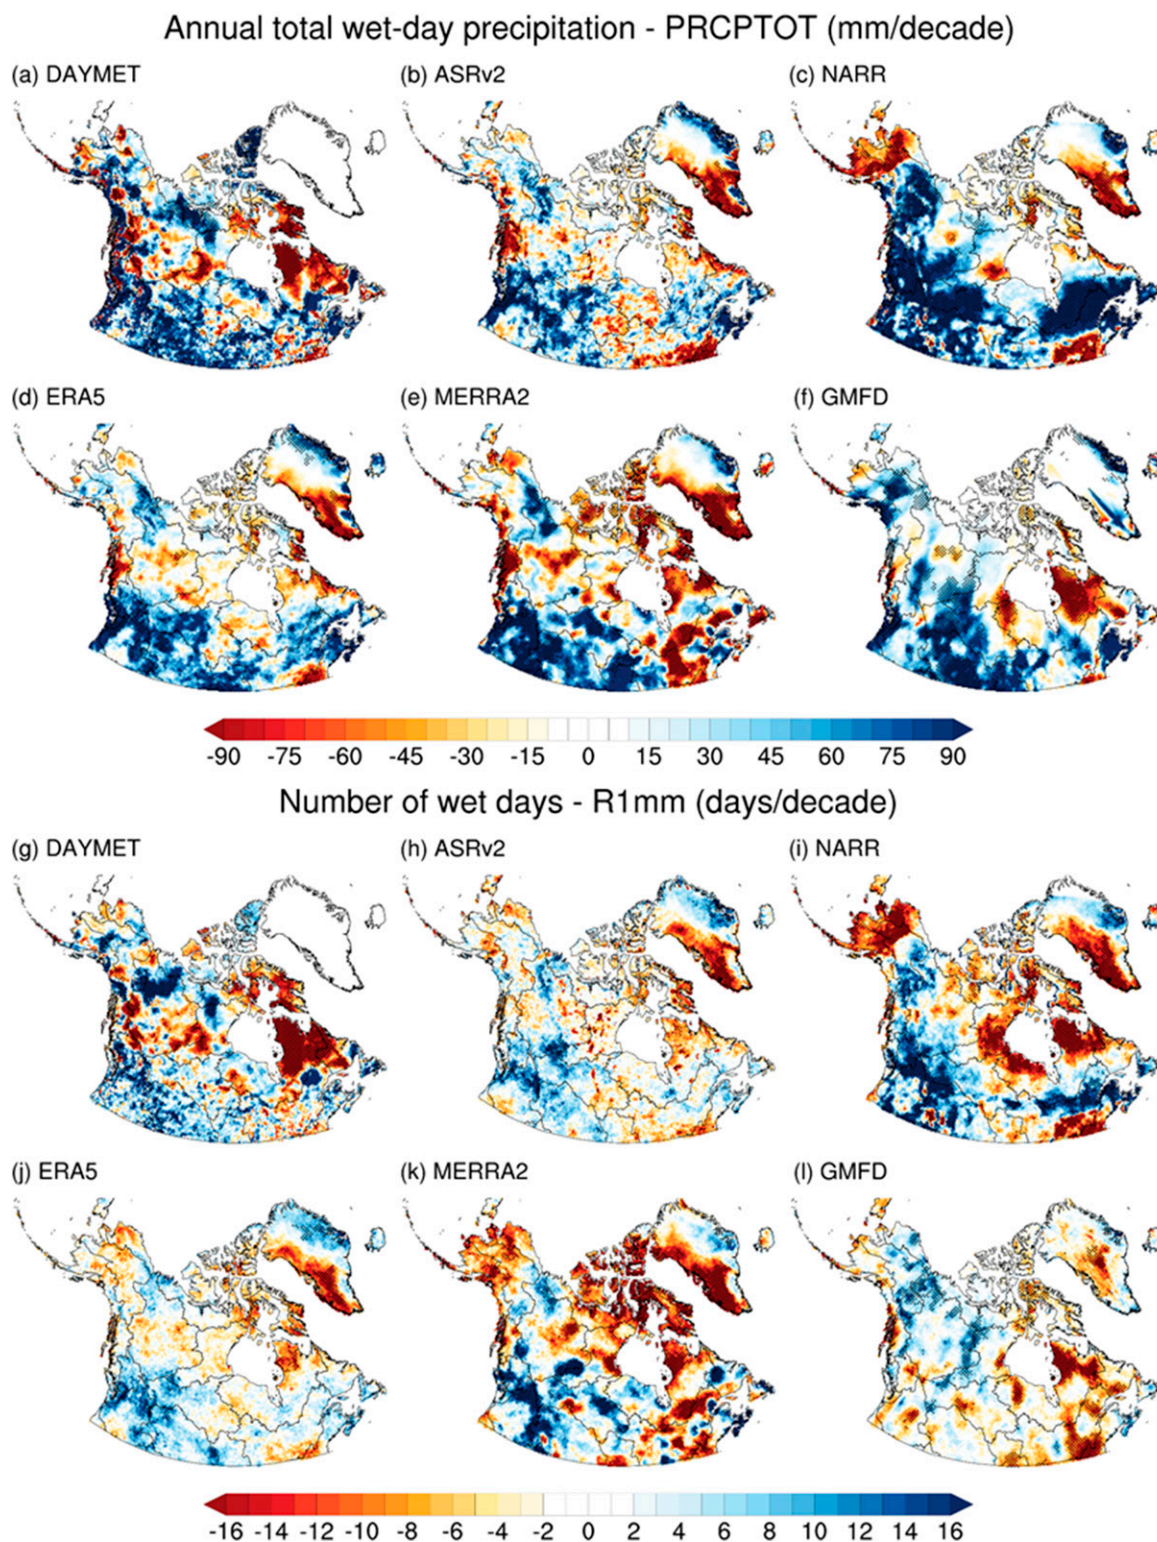 Annual total wet-day precipitation - PRCPTOT (mm/decade)
(a) DAYMET
(b) ASRv2
(c) NARR
(d) ERA5
(e) MERRA2
(f) GMFD
-90 -75 -60 -45 -30 -15 0 15 30 45 60 75 90
Number of wet days - R1mm (days/decade)
(g) DAYMET
(h) ASRv2
(i) NARR
(j) ERA5
(k) MERRA2
(l) GMFD
-16 -14 -12 -10 -8 -6 -4 -2 0 2 4 6 8 10 12 14 16